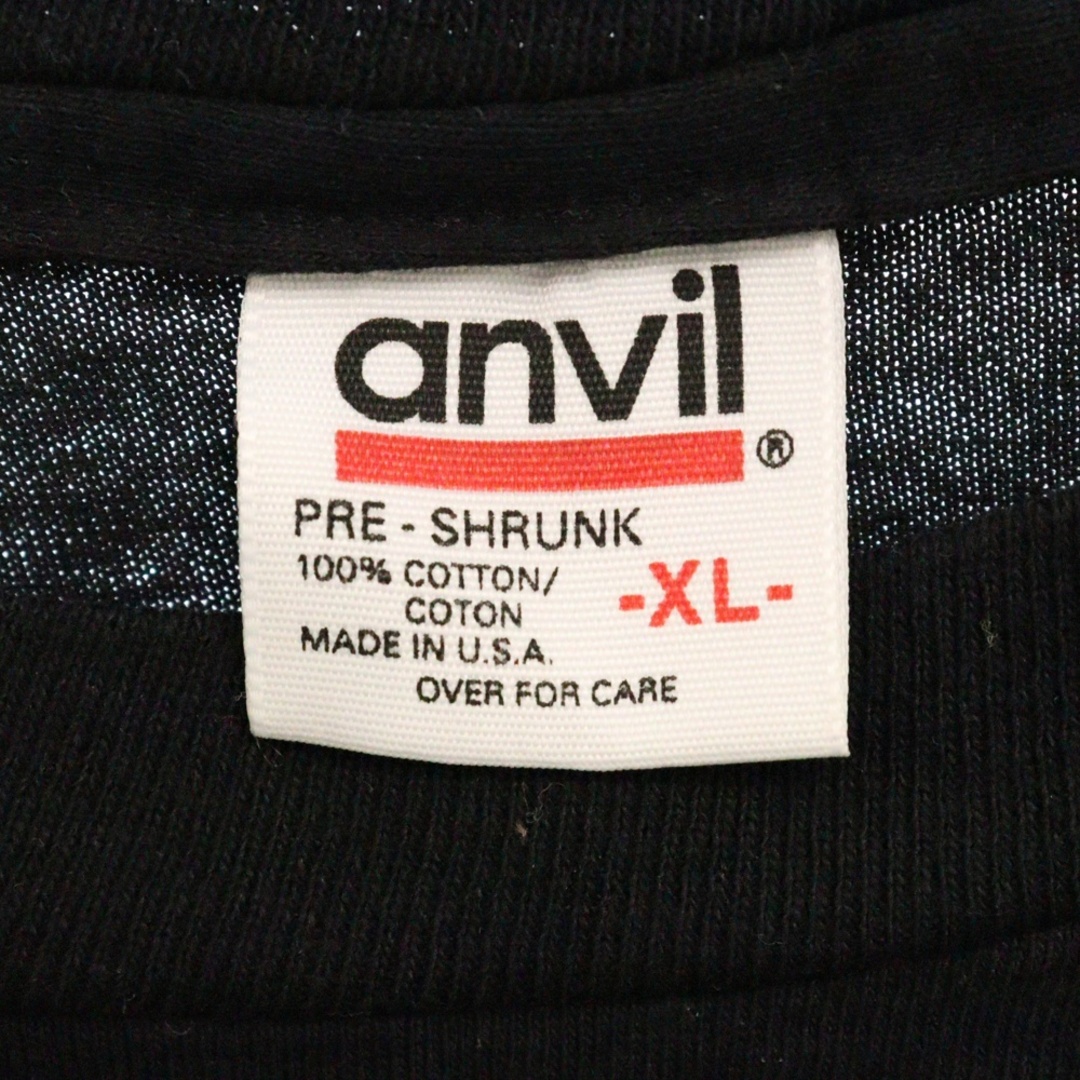 anvil
®
PRE - SHRUNK
100% COTTON/
COTON
-XL-
MADE IN U.S.A.
OVER FOR CARE